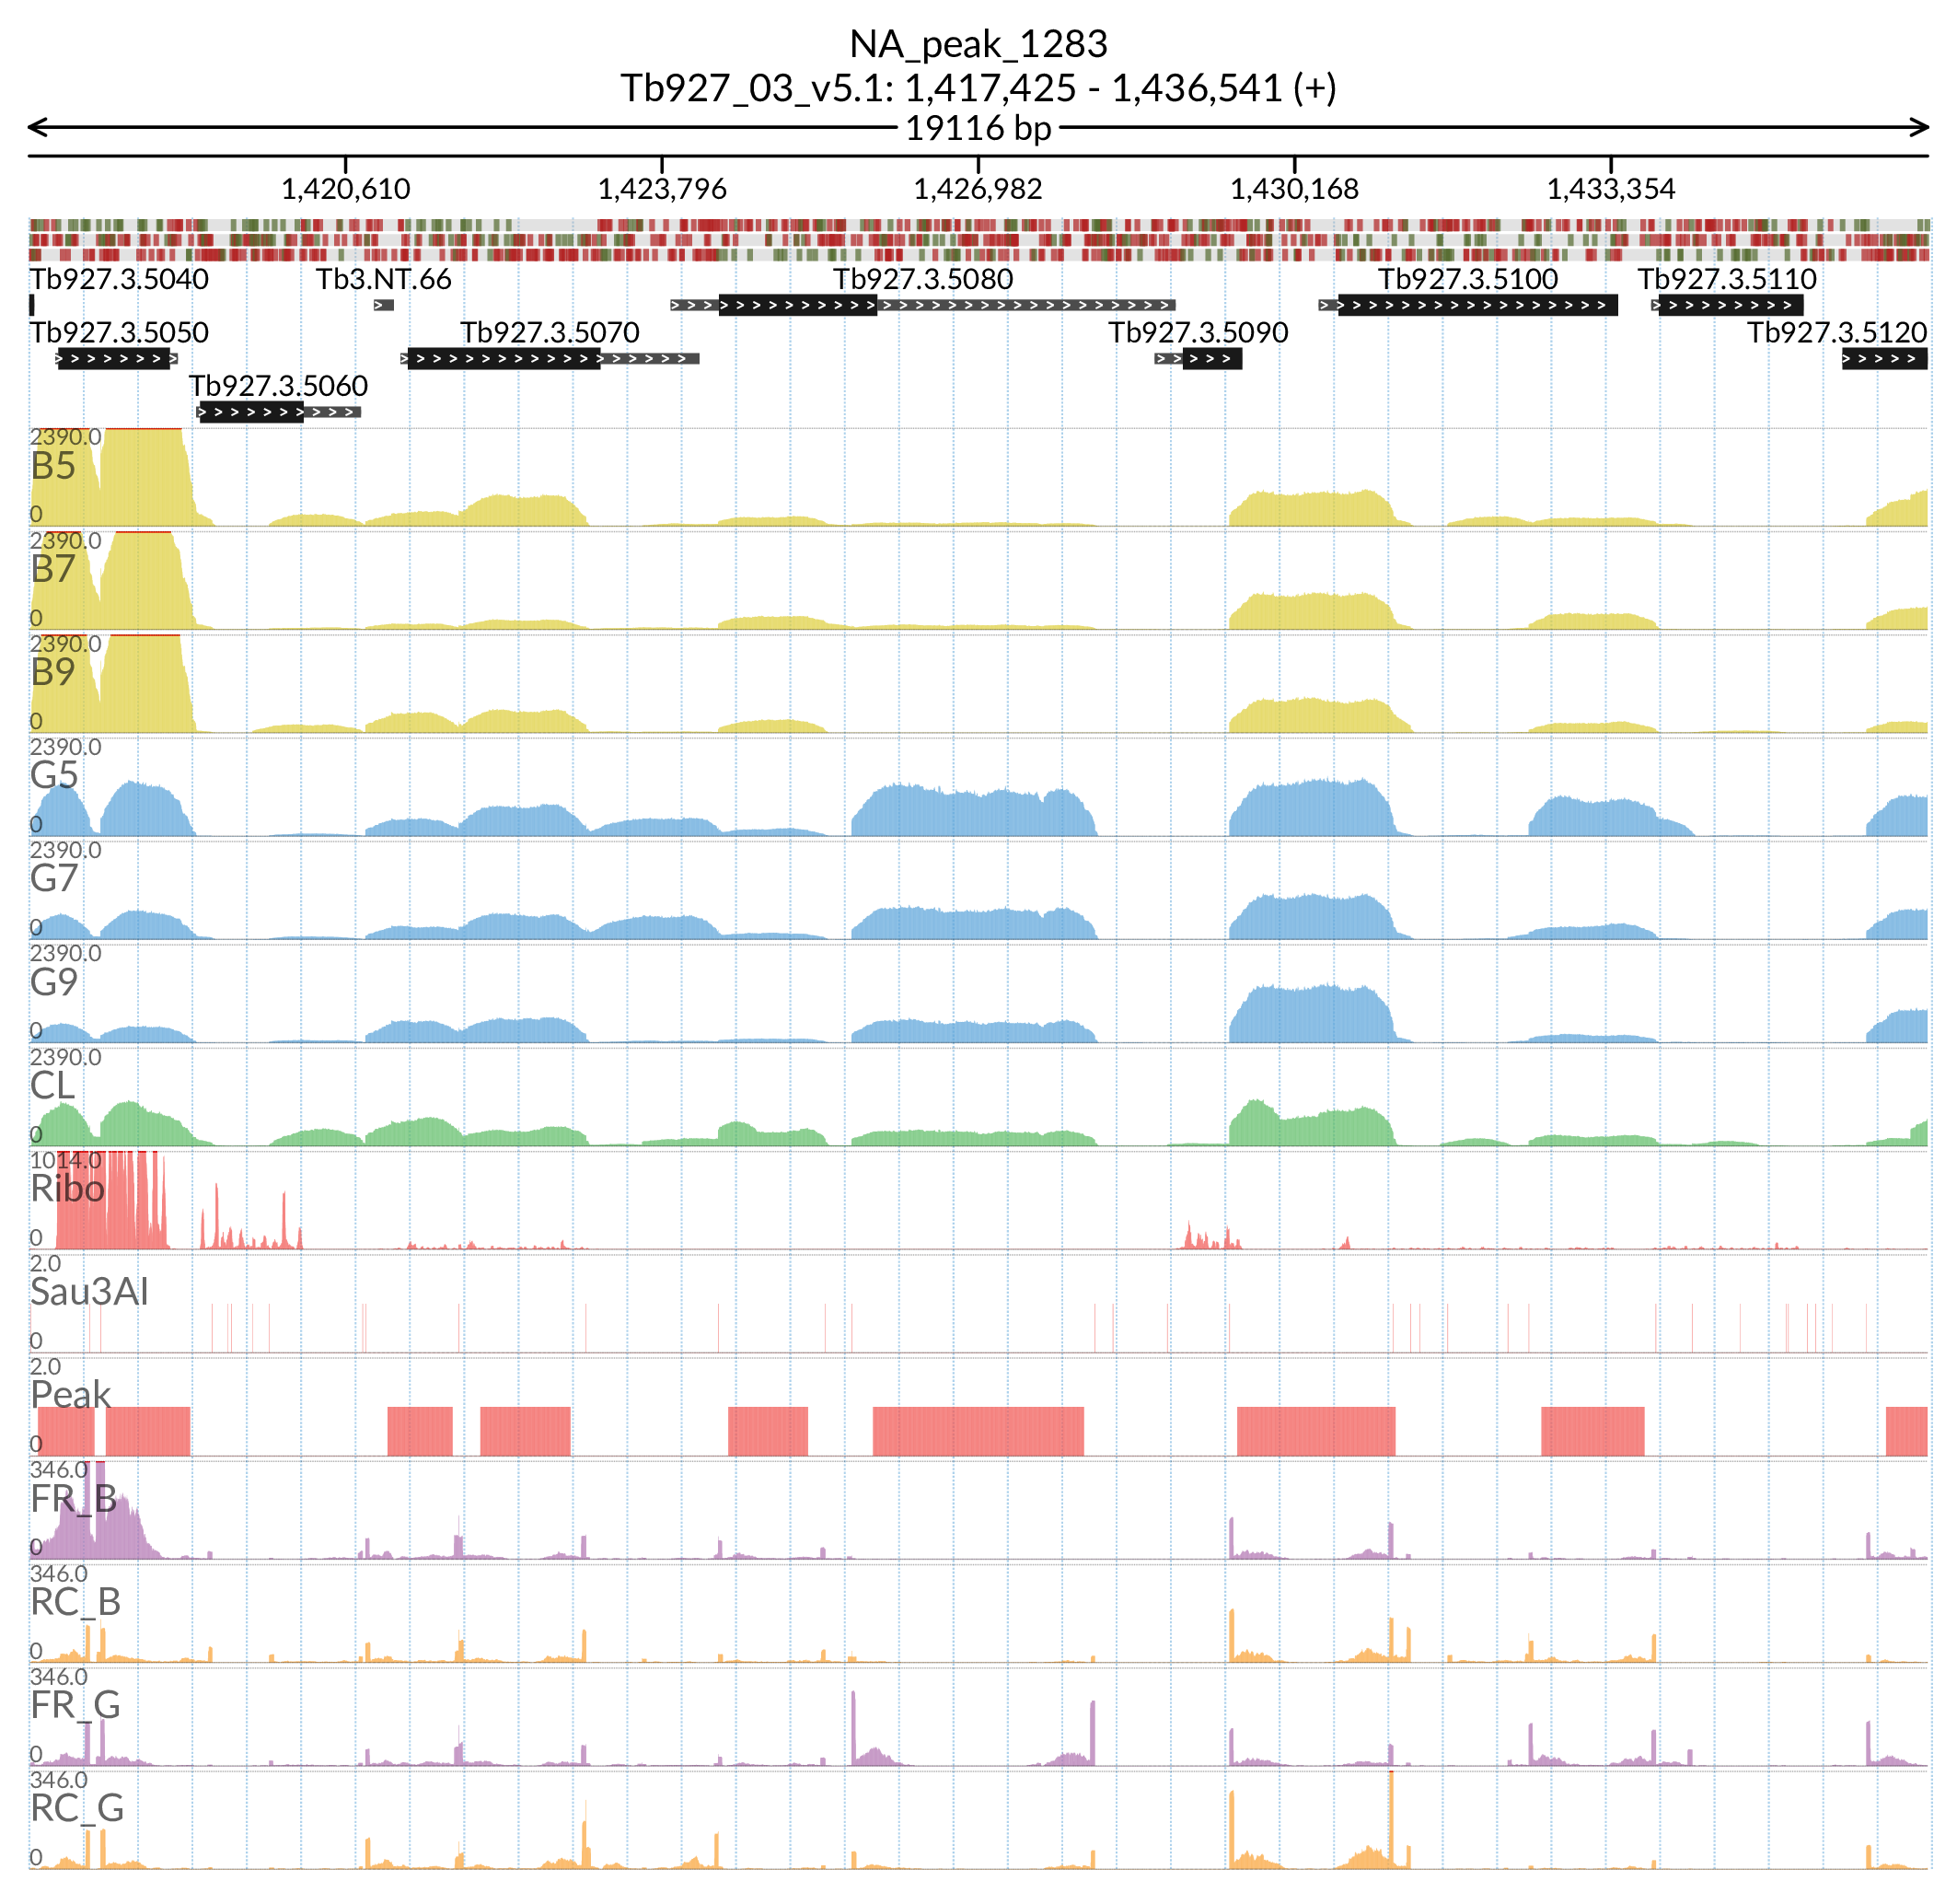 NA_peak_1283
Tb927_03_v5.1: 1,417,425 - 1,436,541 (+)
19116 bp
1,420,610 1,423,796 1,426,982 1,430,168 1,433,354
Tb927.3.5040 Tb3.NT.66 Tb927.3.5080 Tb927.3.5100 Tb927.3.5110
Tb927.3.5050 Tb927.3.5070 Tb927.3.5090 Tb927.3.5120
Tb927.3.5060
2390.0
B5
0
2390.0
B7
0
2390.0
B9
0
2390.0
G5
0
2390.0
G7
0
2390.0
G9
0
2390.0
CL
0
1014.0
Ribo
0
2.0
Sau3AI
0
2.0
Peak
0
346.0
FR_B
0
346.0
RC_B
0
346.0
FR_G
0
346.0
RC_G
0